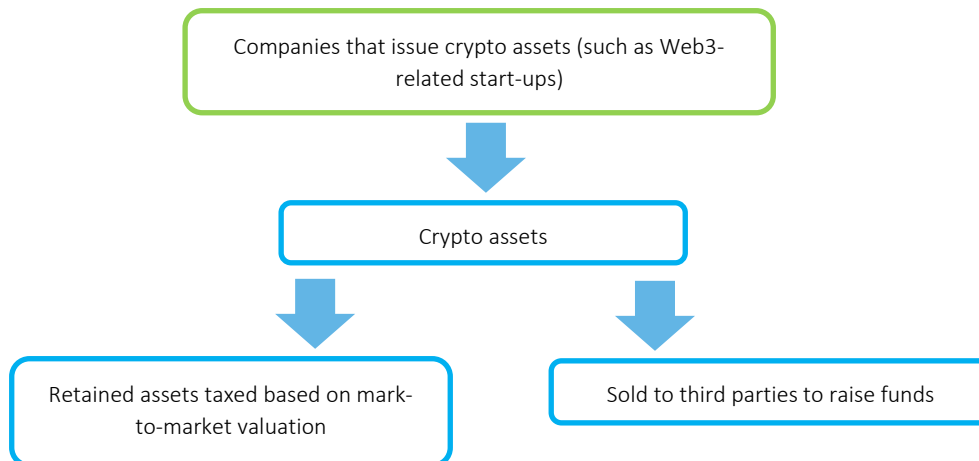 Companies that issue crypto assets (such as Web3-
related start-ups)
Crypto assets
Retained assets taxed based on mark-
to-market valuation
Sold to third parties to raise funds